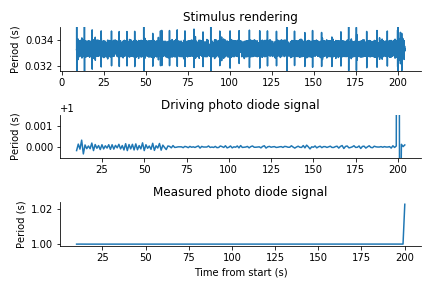 Stimulus rendering
Period (s)
0.034
0.032
0 25 50 75 100 125 150 175 200
Driving photo diode signal
+1
Period (s)
0.001
0.000
25 50 75 100 125 150 175 200
Measured photo diode signal
Period (s)
1.02
1.00
25 50 75 100 125 150 175 200
Time from start (s)